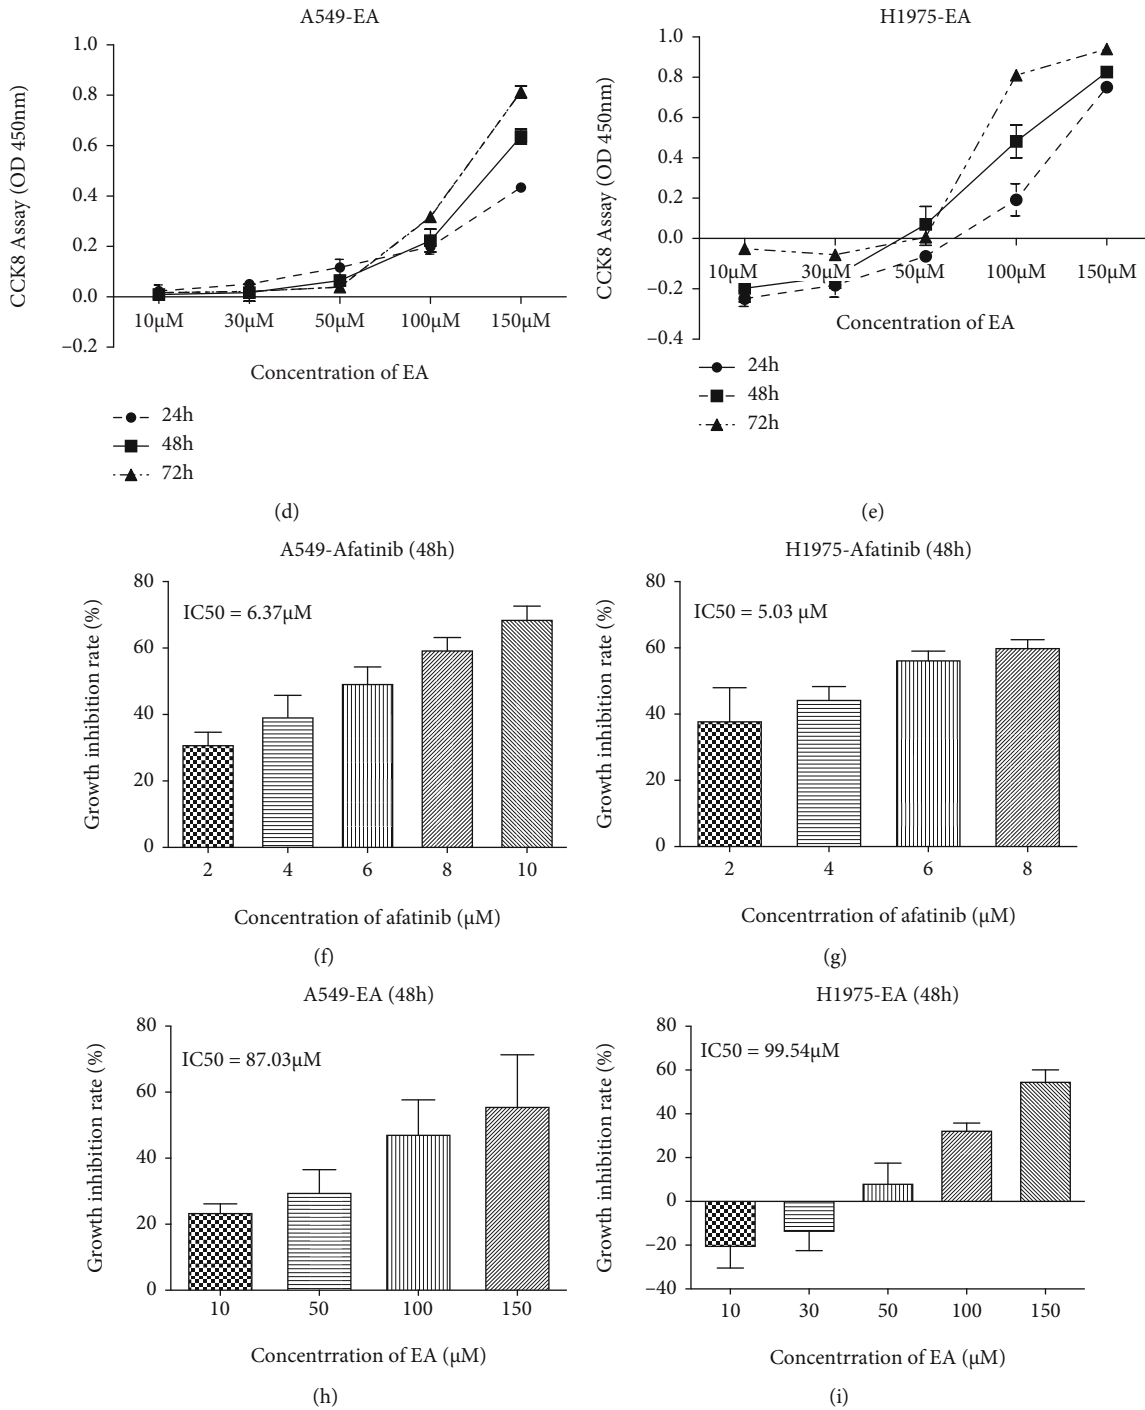 A549-EA
CCK8 Assay (OD 450nm)
1.0
0.8
0.6
0.4
0.2
0.0
–0.2
10µM 30µM 50µM 100µM 150µM
Concentration of EA
24h
48h
72h
(d)
H1975-EA
CCK8 Assay (OD 450nm)
1.0
0.8
0.6
0.4
0.2
0.0
–0.2
–0.4
10µM 30µM 50µM 100µM 150µM
Concentration of EA
24h
48h
72h
(e)
A549-Afatinib (48h)
Growth inhibition rate (%)
80
60
40
20
0
IC50 = 6.37µM
2 4 6 8 10
Concentration of afatinib (µM)
(f)
H1975-Afatinib (48h)
Growth inhibition rate (%)
80
60
40
20
0
IC50 = 5.03 µM
2 4 6 8
Concentrration of afatinib (µM)
(g)
A549-EA (48h)
Growth inhibition rate (%)
80
60
40
20
0
IC50 = 87.03µM
10 50 100 150
Concentrration of EA (µM)
(h)
H1975-EA (48h)
Growth inhibition rate (%)
80
60
40
20
0
–20
–40
IC50 = 99.54µM
10 30 50 100 150
Concentrration of EA (µM)
(i)